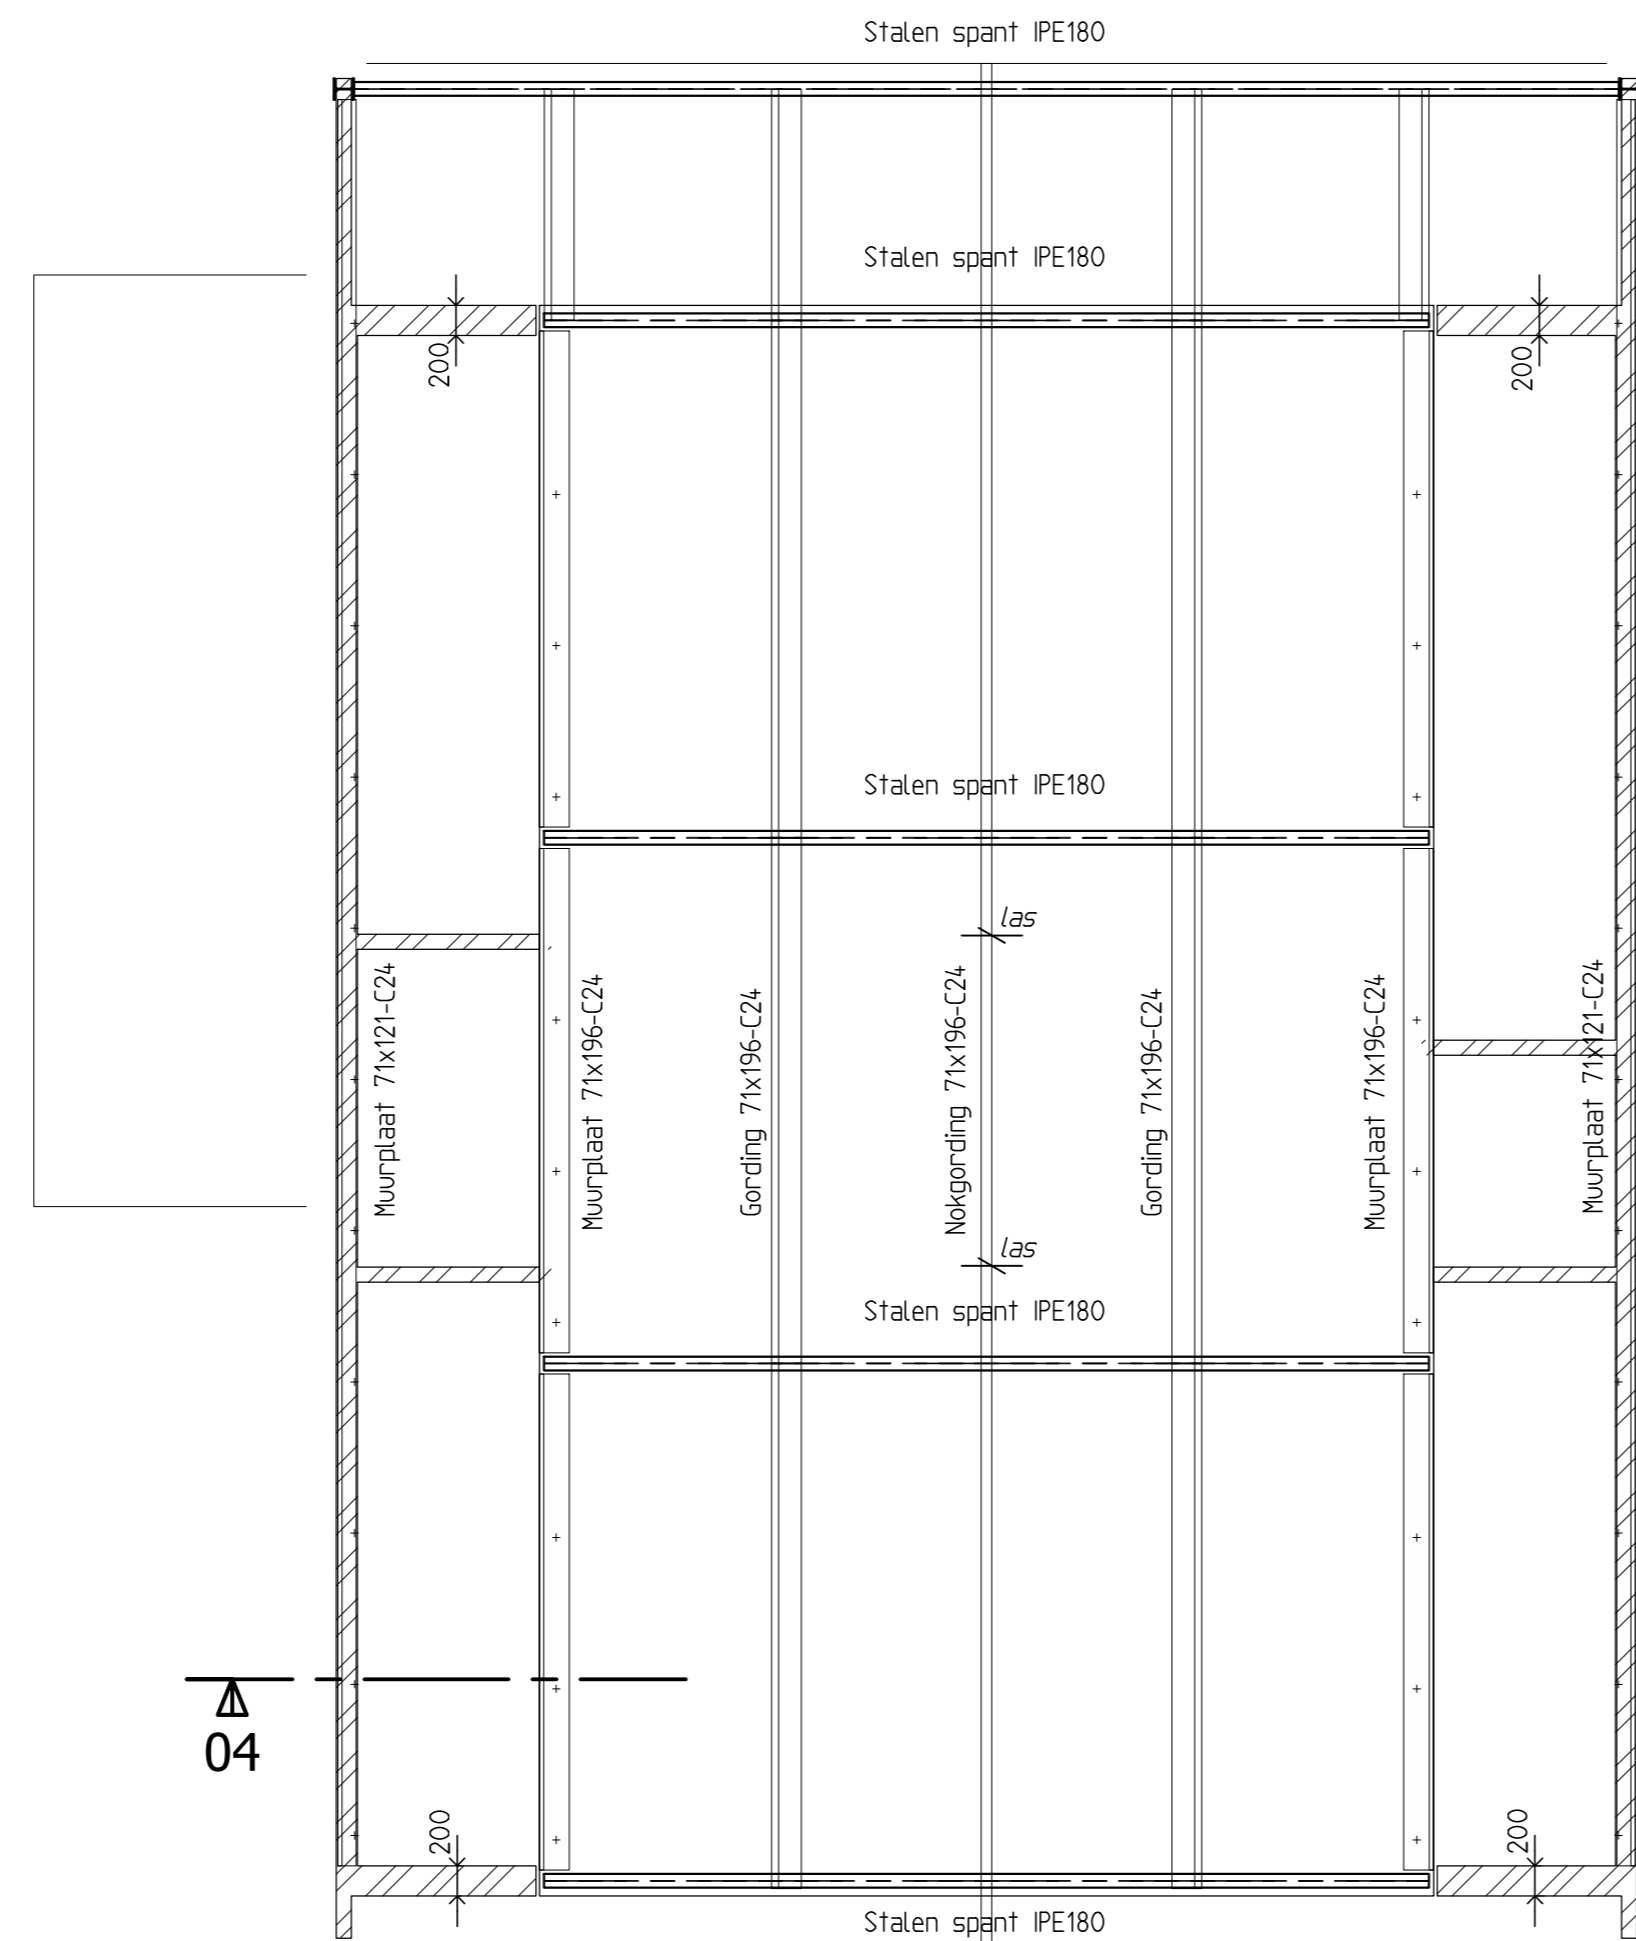 Stalen spant IPE180
Stalen spant IPE180
200
200
Stalen spant IPE180
las
Muurplaat 71x121-C24
Muurplaat 71x196-C24
Gording 71x196-C24
Nokgording 71x196-C24
Gording 71x196-C24
Muurplaat 71x196-C24
Muurplaat 71x121-C24
las
Stalen spant IPE180
04
200
200
Stalen spant IPE180